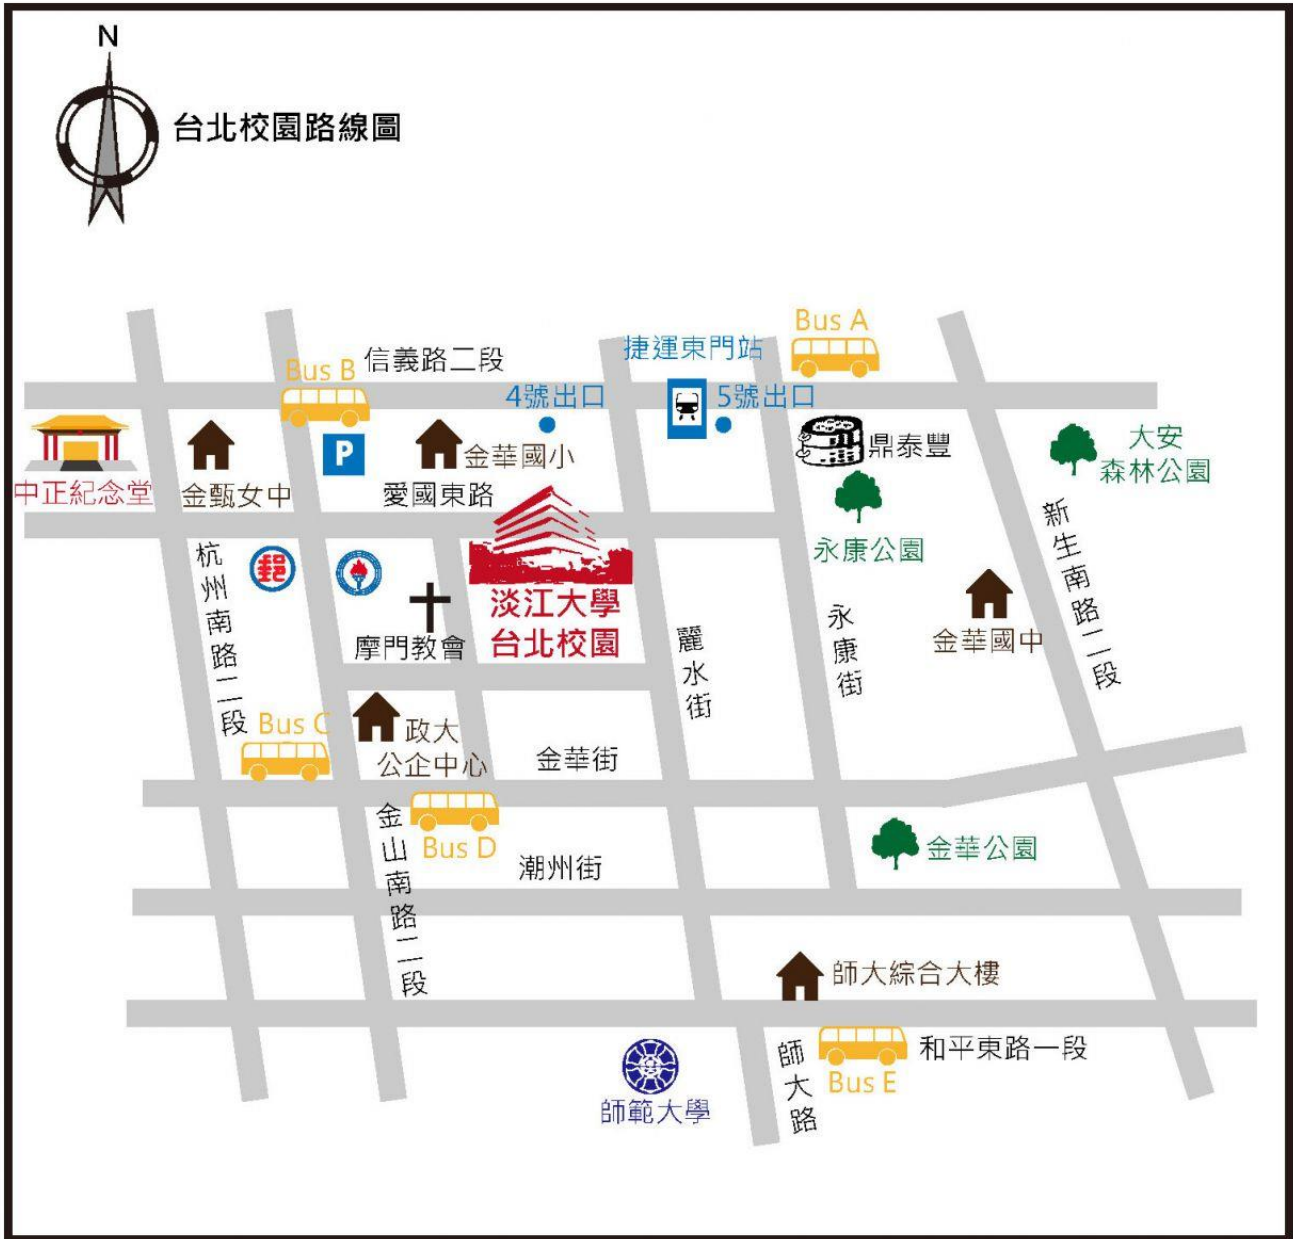 N
台北校園路線圖
Bus A
捷運東門站
信義路二段
Bus B
4號出口
5號出口
P
金華國小
鼎泰豐
大安
森林公園
中正紀念堂
金甌女中
愛國東路
永康公園
新生南路二段
杭州南路二段
郵
淡江大學
台北校園
摩門教會
麗水街
永康街
金華國中
Bus C
政大
公企中心
金華街
金山南路二段
Bus D
潮州街
金華公園
師大綜合大樓
和平東路一段
師大路
Bus E
師範大學